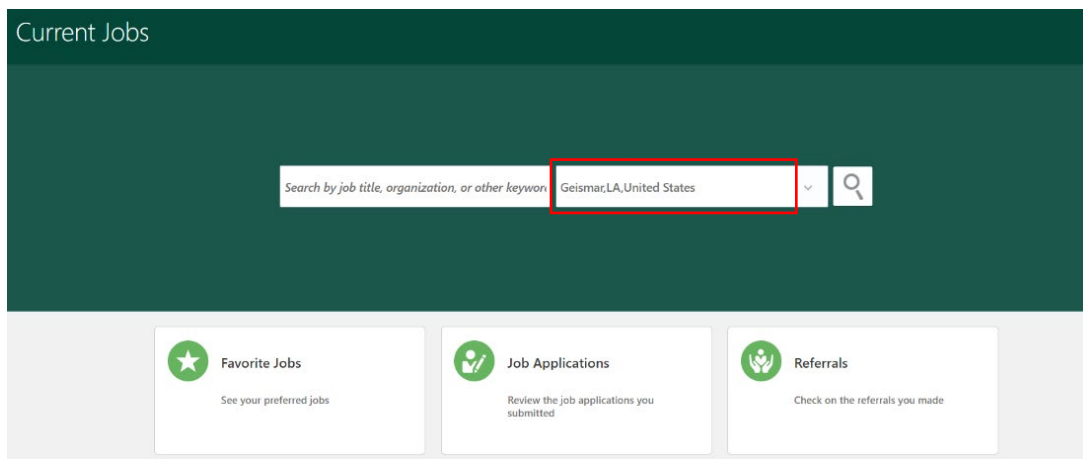 Current Jobs
Search by job title, organization, or other keywor
Geismar,LA,United States
Favorite Jobs
See your preferred jobs
Job Applications
Review the job applications you
submitted
Referrals
Check on the referrals you made